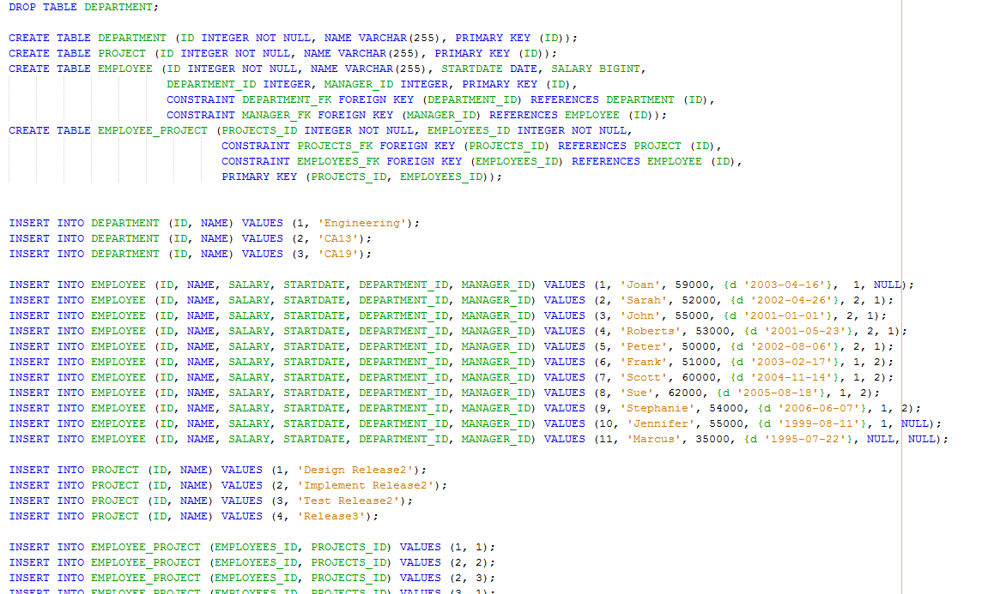 DROP TABLE DEPARTMENT;
CREATE TABLE DEPARTMENT (ID INTEGER NOT NULL, NAME VARCHAR(255), PRIMARY KEY (ID));
CREATE TABLE PROJECT (ID INTEGER NOT NULL, NAME VARCHAR(255), PRIMARY KEY (ID));
CREATE TABLE EMPLOYEE (ID INTEGER NOT NULL, NAME VARCHAR(255), STARTDATE DATE, SALARY BIGINT,
DEPARTMENT_ID INTEGER, MANAGER_ID INTEGER, PRIMARY KEY (ID),
CONSTRAINT DEPARTMENT_FK FOREIGN KEY (DEPARTMENT_ID) REFERENCES DEPARTMENT (ID),
CONSTRAINT MANAGER_FK FOREIGN KEY (MANAGER_ID) REFERENCES EMPLOYEE (ID));
CREATE TABLE EMPLOYEE_PROJECT (PROJECTS_ID INTEGER NOT NULL, EMPLOYEES_ID INTEGER NOT NULL,
CONSTRAINT PROJECTS_FK FOREIGN KEY (PROJECTS_ID) REFERENCES PROJECT (ID),
CONSTRAINT EMPLOYEES_FK FOREIGN KEY (EMPLOYEES_ID) REFERENCES EMPLOYEE (ID),
PRIMARY KEY (PROJECTS_ID, EMPLOYEES_ID));
INSERT INTO DEPARTMENT (ID, NAME) VALUES (1, 'Engineering');
INSERT INTO DEPARTMENT (ID, NAME) VALUES (2, 'CA13');
INSERT INTO DEPARTMENT (ID, NAME) VALUES (3, 'CA19');
INSERT INTO EMPLOYEE (ID, NAME, SALARY, STARTDATE, DEPARTMENT_ID, MANAGER_ID) VALUES (1, 'Joan', 59000, {d '2003-04-16'},  1, NULL);
INSERT INTO EMPLOYEE (ID, NAME, SALARY, STARTDATE, DEPARTMENT_ID, MANAGER_ID) VALUES (2, 'Sarah', 52000, {d '2002-04-26'}, 2, 1);
INSERT INTO EMPLOYEE (ID, NAME, SALARY, STARTDATE, DEPARTMENT_ID, MANAGER_ID) VALUES (3, 'John', 55000, {d '2001-01-01'}, 2, 1);
INSERT INTO EMPLOYEE (ID, NAME, SALARY, STARTDATE, DEPARTMENT_ID, MANAGER_ID) VALUES (4, 'Roberts', 53000, {d '2001-05-23'}, 2, 1);
INSERT INTO EMPLOYEE (ID, NAME, SALARY, STARTDATE, DEPARTMENT_ID, MANAGER_ID) VALUES (5, 'Peter', 50000, {d '2002-08-06'}, 2, 1);
INSERT INTO EMPLOYEE (ID, NAME, SALARY, STARTDATE, DEPARTMENT_ID, MANAGER_ID) VALUES (6, 'Frank', 51000, {d '2003-02-17'}, 1, 2);
INSERT INTO EMPLOYEE (ID, NAME, SALARY, STARTDATE, DEPARTMENT_ID, MANAGER_ID) VALUES (7, 'Scott', 60000, {d '2004-11-14'}, 1, 2);
INSERT INTO EMPLOYEE (ID, NAME, SALARY, STARTDATE, DEPARTMENT_ID, MANAGER_ID) VALUES (8, 'Sue', 62000, {d '2005-08-18'}, 1, 2);
INSERT INTO EMPLOYEE (ID, NAME, SALARY, STARTDATE, DEPARTMENT_ID, MANAGER_ID) VALUES (9, 'Stephanie', 54000, {d '2006-06-07'}, 1, 2);
INSERT INTO EMPLOYEE (ID, NAME, SALARY, STARTDATE, DEPARTMENT_ID, MANAGER_ID) VALUES (10, 'Jennifer', 55000, {d '1999-08-11'}, 1, NULL);
INSERT INTO EMPLOYEE (ID, NAME, SALARY, STARTDATE, DEPARTMENT_ID, MANAGER_ID) VALUES (11, 'Marcus', 35000, {d '1995-07-22'}, NULL, NULL);
INSERT INTO PROJECT (ID, NAME) VALUES (1, 'Design Release2');
INSERT INTO PROJECT (ID, NAME) VALUES (2, 'Implement Release2');
INSERT INTO PROJECT (ID, NAME) VALUES (3, 'Test Release2');
INSERT INTO PROJECT (ID, NAME) VALUES (4, 'Release3');
INSERT INTO EMPLOYEE_PROJECT (EMPLOYEES_ID, PROJECTS_ID) VALUES (1, 1);
INSERT INTO EMPLOYEE_PROJECT (EMPLOYEES_ID, PROJECTS_ID) VALUES (2, 2);
INSERT INTO EMPLOYEE_PROJECT (EMPLOYEES_ID, PROJECTS_ID) VALUES (2, 3);
INSERT INTO EMPLOYEE_PROJECT (EMPLOYEES_ID, PROJECTS_ID) VALUES (3, 1);